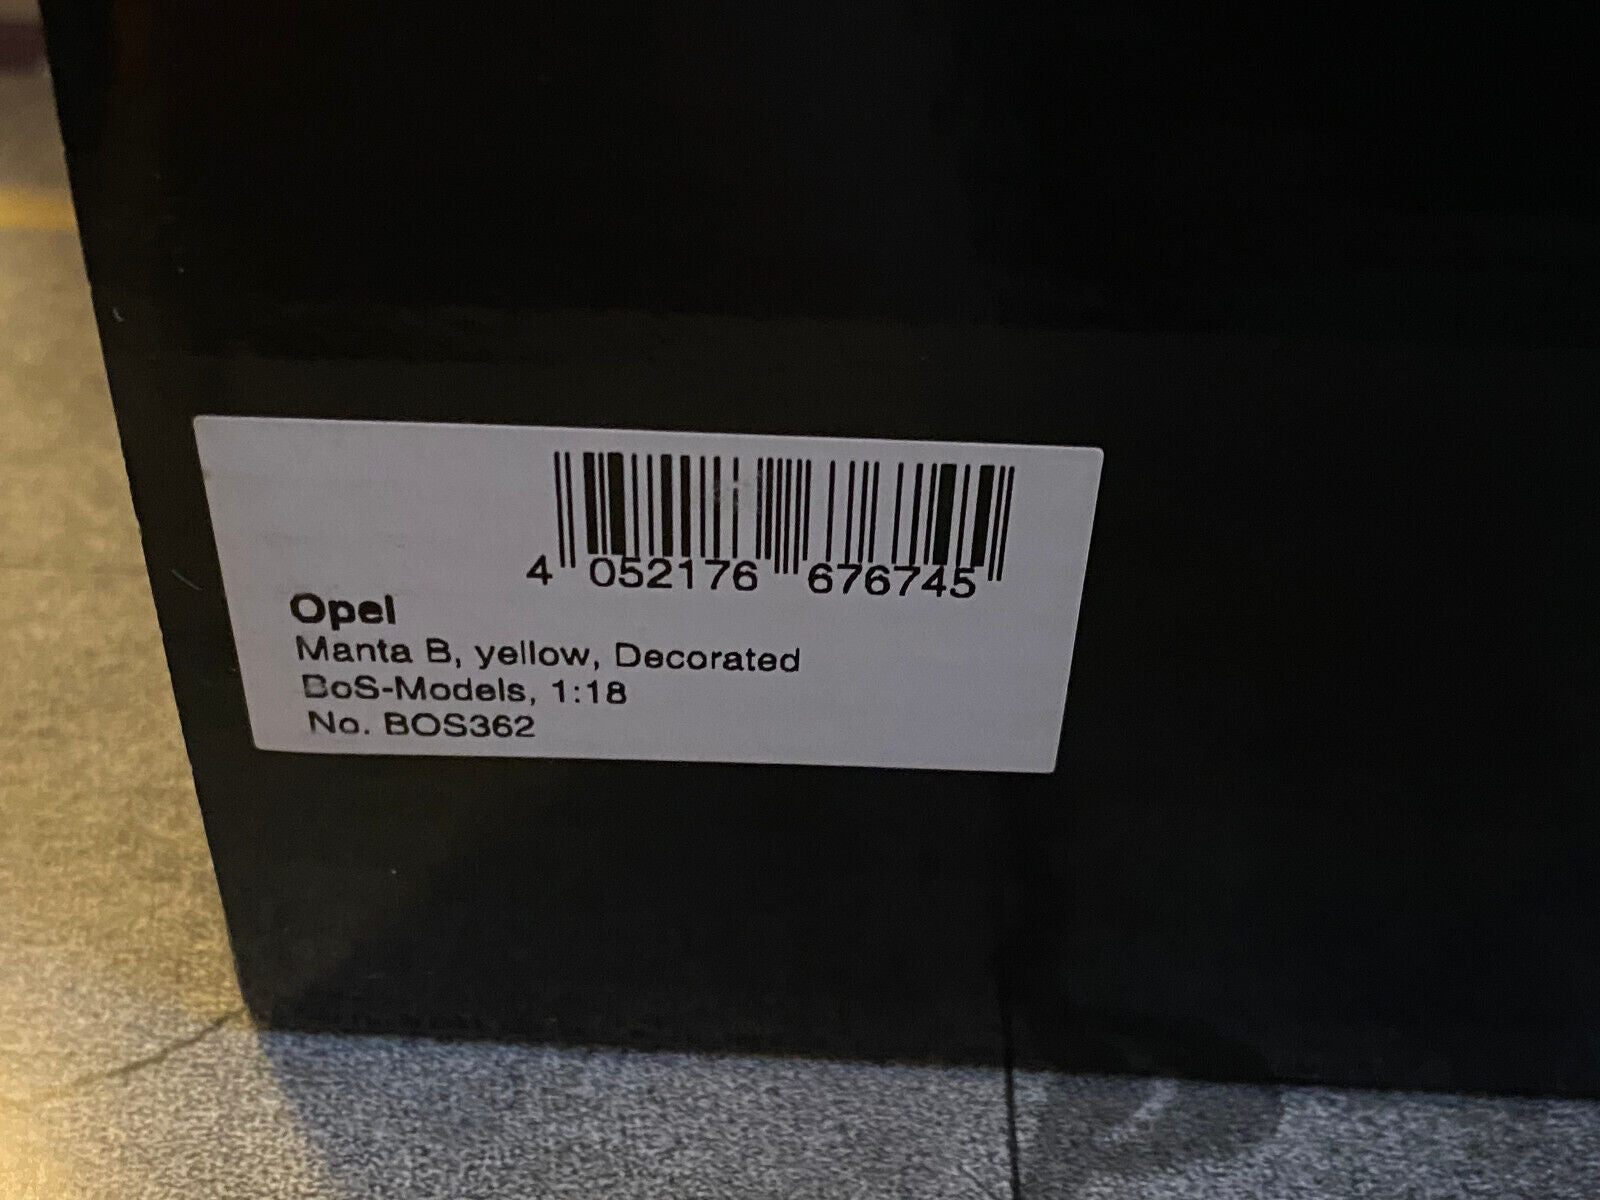 4 052176 676745
Opel
Manta B, yellow, Decorated
BoS-Models, 1:18
No. BOS362